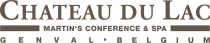 CHATEAU DU LAC
MARTIN'S CONFERENCE & SPA
GENVAL • BELGIUM